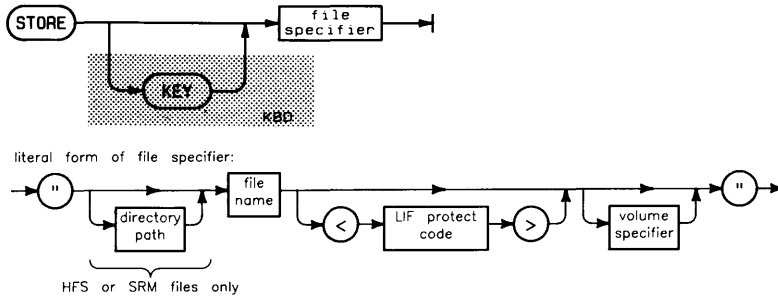 STORE
file
specifier
KEY
KBD
literal form of file specifier:
"
directory
path
file
name
<
LIF protect
code
>
volume
specifier
"
HFS or SRM files only